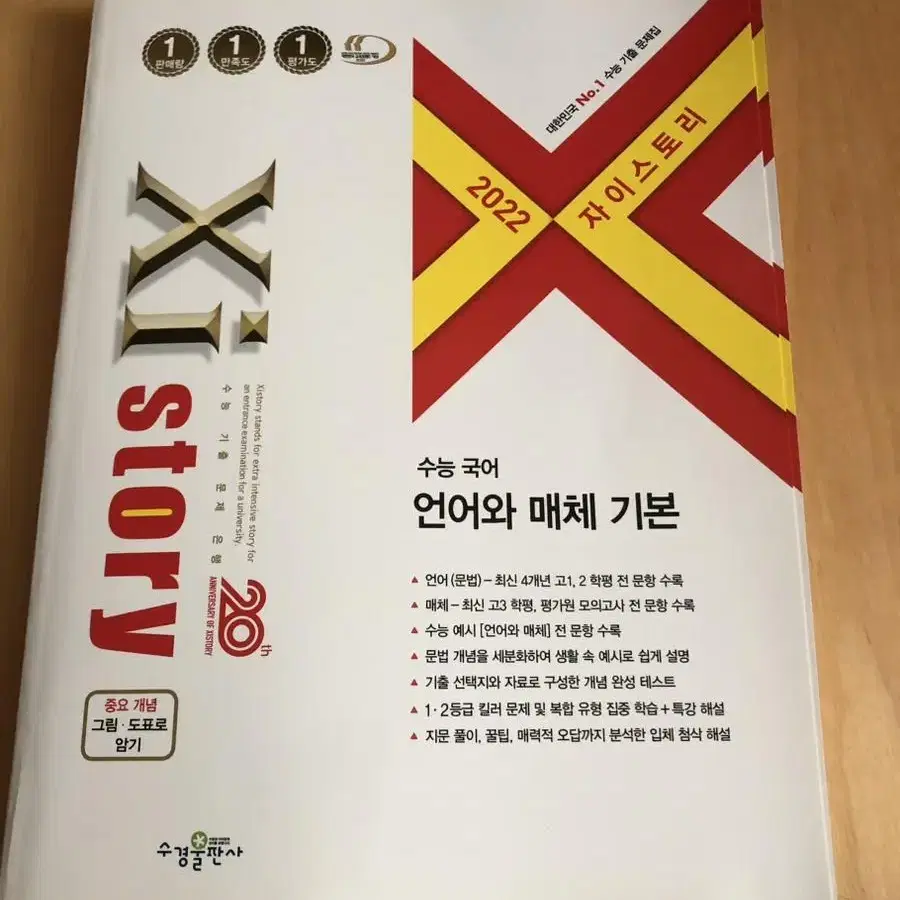 1
판매량
1
만족도
1
평가도
대한민국 No.1 수능 기출 문제집
2022
자이스토리
Xi
story
Xistory stands for extra intensive story for
an entrance examination for a university.
수능 기출 문제 은행
20th
ANNIVERSARY OF XISTORY
수능 국어
언어와 매체 기본
▲ 언어(문법) – 최신 4개년 고1, 2 학평 전 문항 수록
▲ 매체 – 최신 고3 학평, 평가원 모의고사 전 문항 수록
▲ 수능 예시 [언어와 매체] 전 문항 수록
▲ 문법 개념을 세분화하여 생활 속 예시로 쉽게 설명
▲ 기출 선택지와 자료로 구성한 개념 완성 테스트
▲ 1·2등급 킬러 문제 및 복합 유형 집중 학습 + 특강 해설
▲ 지문 풀이, 꿀팁, 매력적 오답까지 분석한 입체 첨삭 해설
중요 개념
그림·도표로
암기
수경출판사